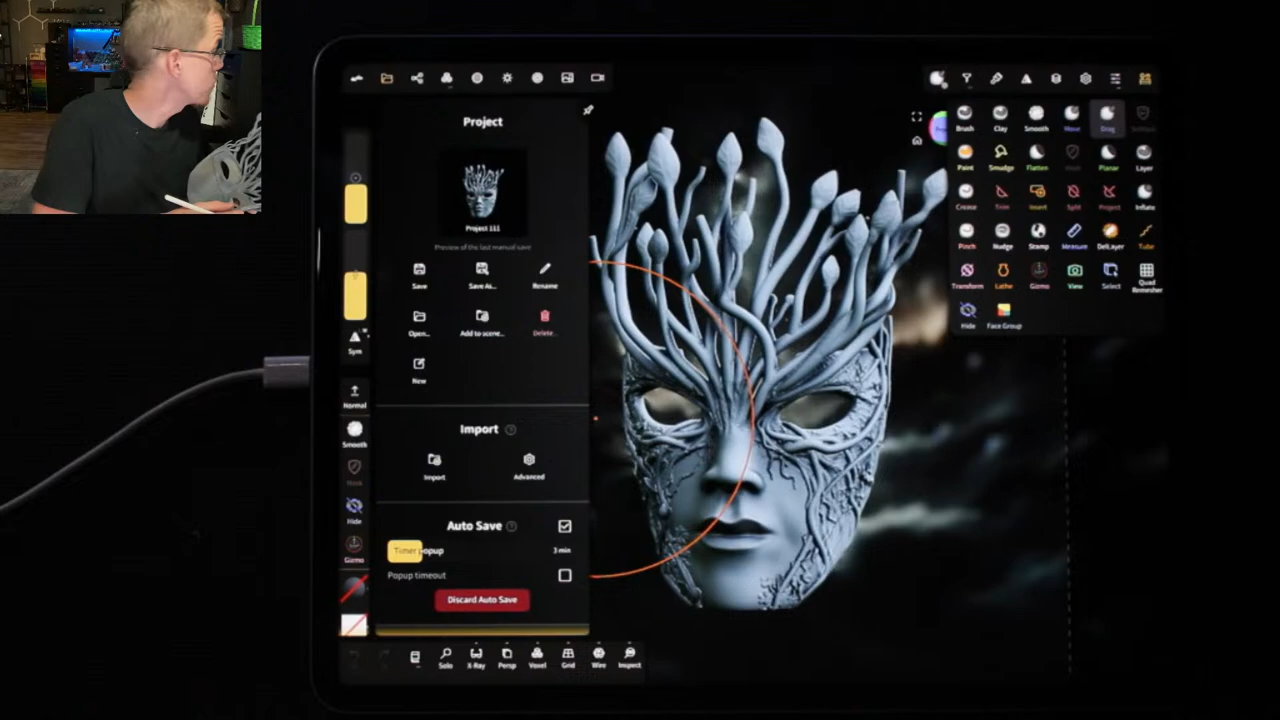 Project
Project 111
Preview of the last manual save
Save
Save As...
Rename
Open...
Add to scene...
Delete...
New
Import
Import
Advanced
Auto Save
Timer popup
3 min
Popup timeout
Discard Auto Save
Sym
Normal
Smooth
Mask
Hide
Gizmo
Solo
X-Ray
Persp
Voxel
Grid
Wire
Inspect
Brush
Clay
Smooth
Move
Drag
Paint
Smudge
Flatten
Mask
Planar
Layer
Crease
Trim
Insert
Split
Project
Inflate
Pinch
Nudge
Stamp
Measure
DelLayer
Tube
Transform
Lathe
Gizmo
View
Select
Quad
Remesher
Hide
Face Group